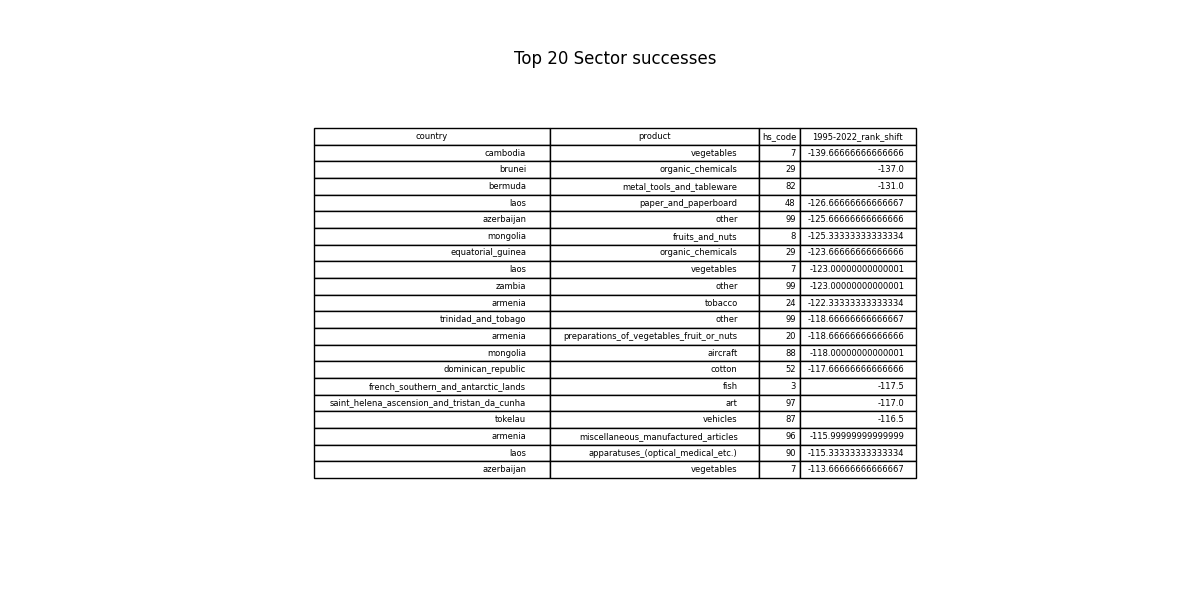 Top 20 Sector successes
country product hs_code 1995-2022_rank_shift
cambodia vegetables 7 -139.66666666666666
brunei organic_chemicals 29 -137.0
bermuda metal_tools_and_tableware 82 -131.0
laos paper_and_paperboard 48 -126.66666666666667
azerbaijan other 99 -125.66666666666666
mongolia fruits_and_nuts 8 -125.33333333333334
equatorial_guinea organic_chemicals 29 -123.66666666666666
laos vegetables 7 -123.00000000000001
zambia other 99 -123.00000000000001
armenia tobacco 24 -122.33333333333334
trinidad_and_tobago other 99 -118.66666666666667
armenia preparations_of_vegetables_fruit_or_nuts 20 -118.66666666666666
mongolia aircraft 88 -118.00000000000001
dominican_republic cotton 52 -117.66666666666666
french_southern_and_antarctic_lands fish 3 -117.5
saint_helena_ascension_and_tristan_da_cunha art 97 -117.0
tokelau vehicles 87 -116.5
armenia miscellaneous_manufactured_articles 96 -115.99999999999999
laos apparatuses_(optical_medical_etc.) 90 -115.33333333333334
azerbaijan vegetables 7 -113.66666666666667